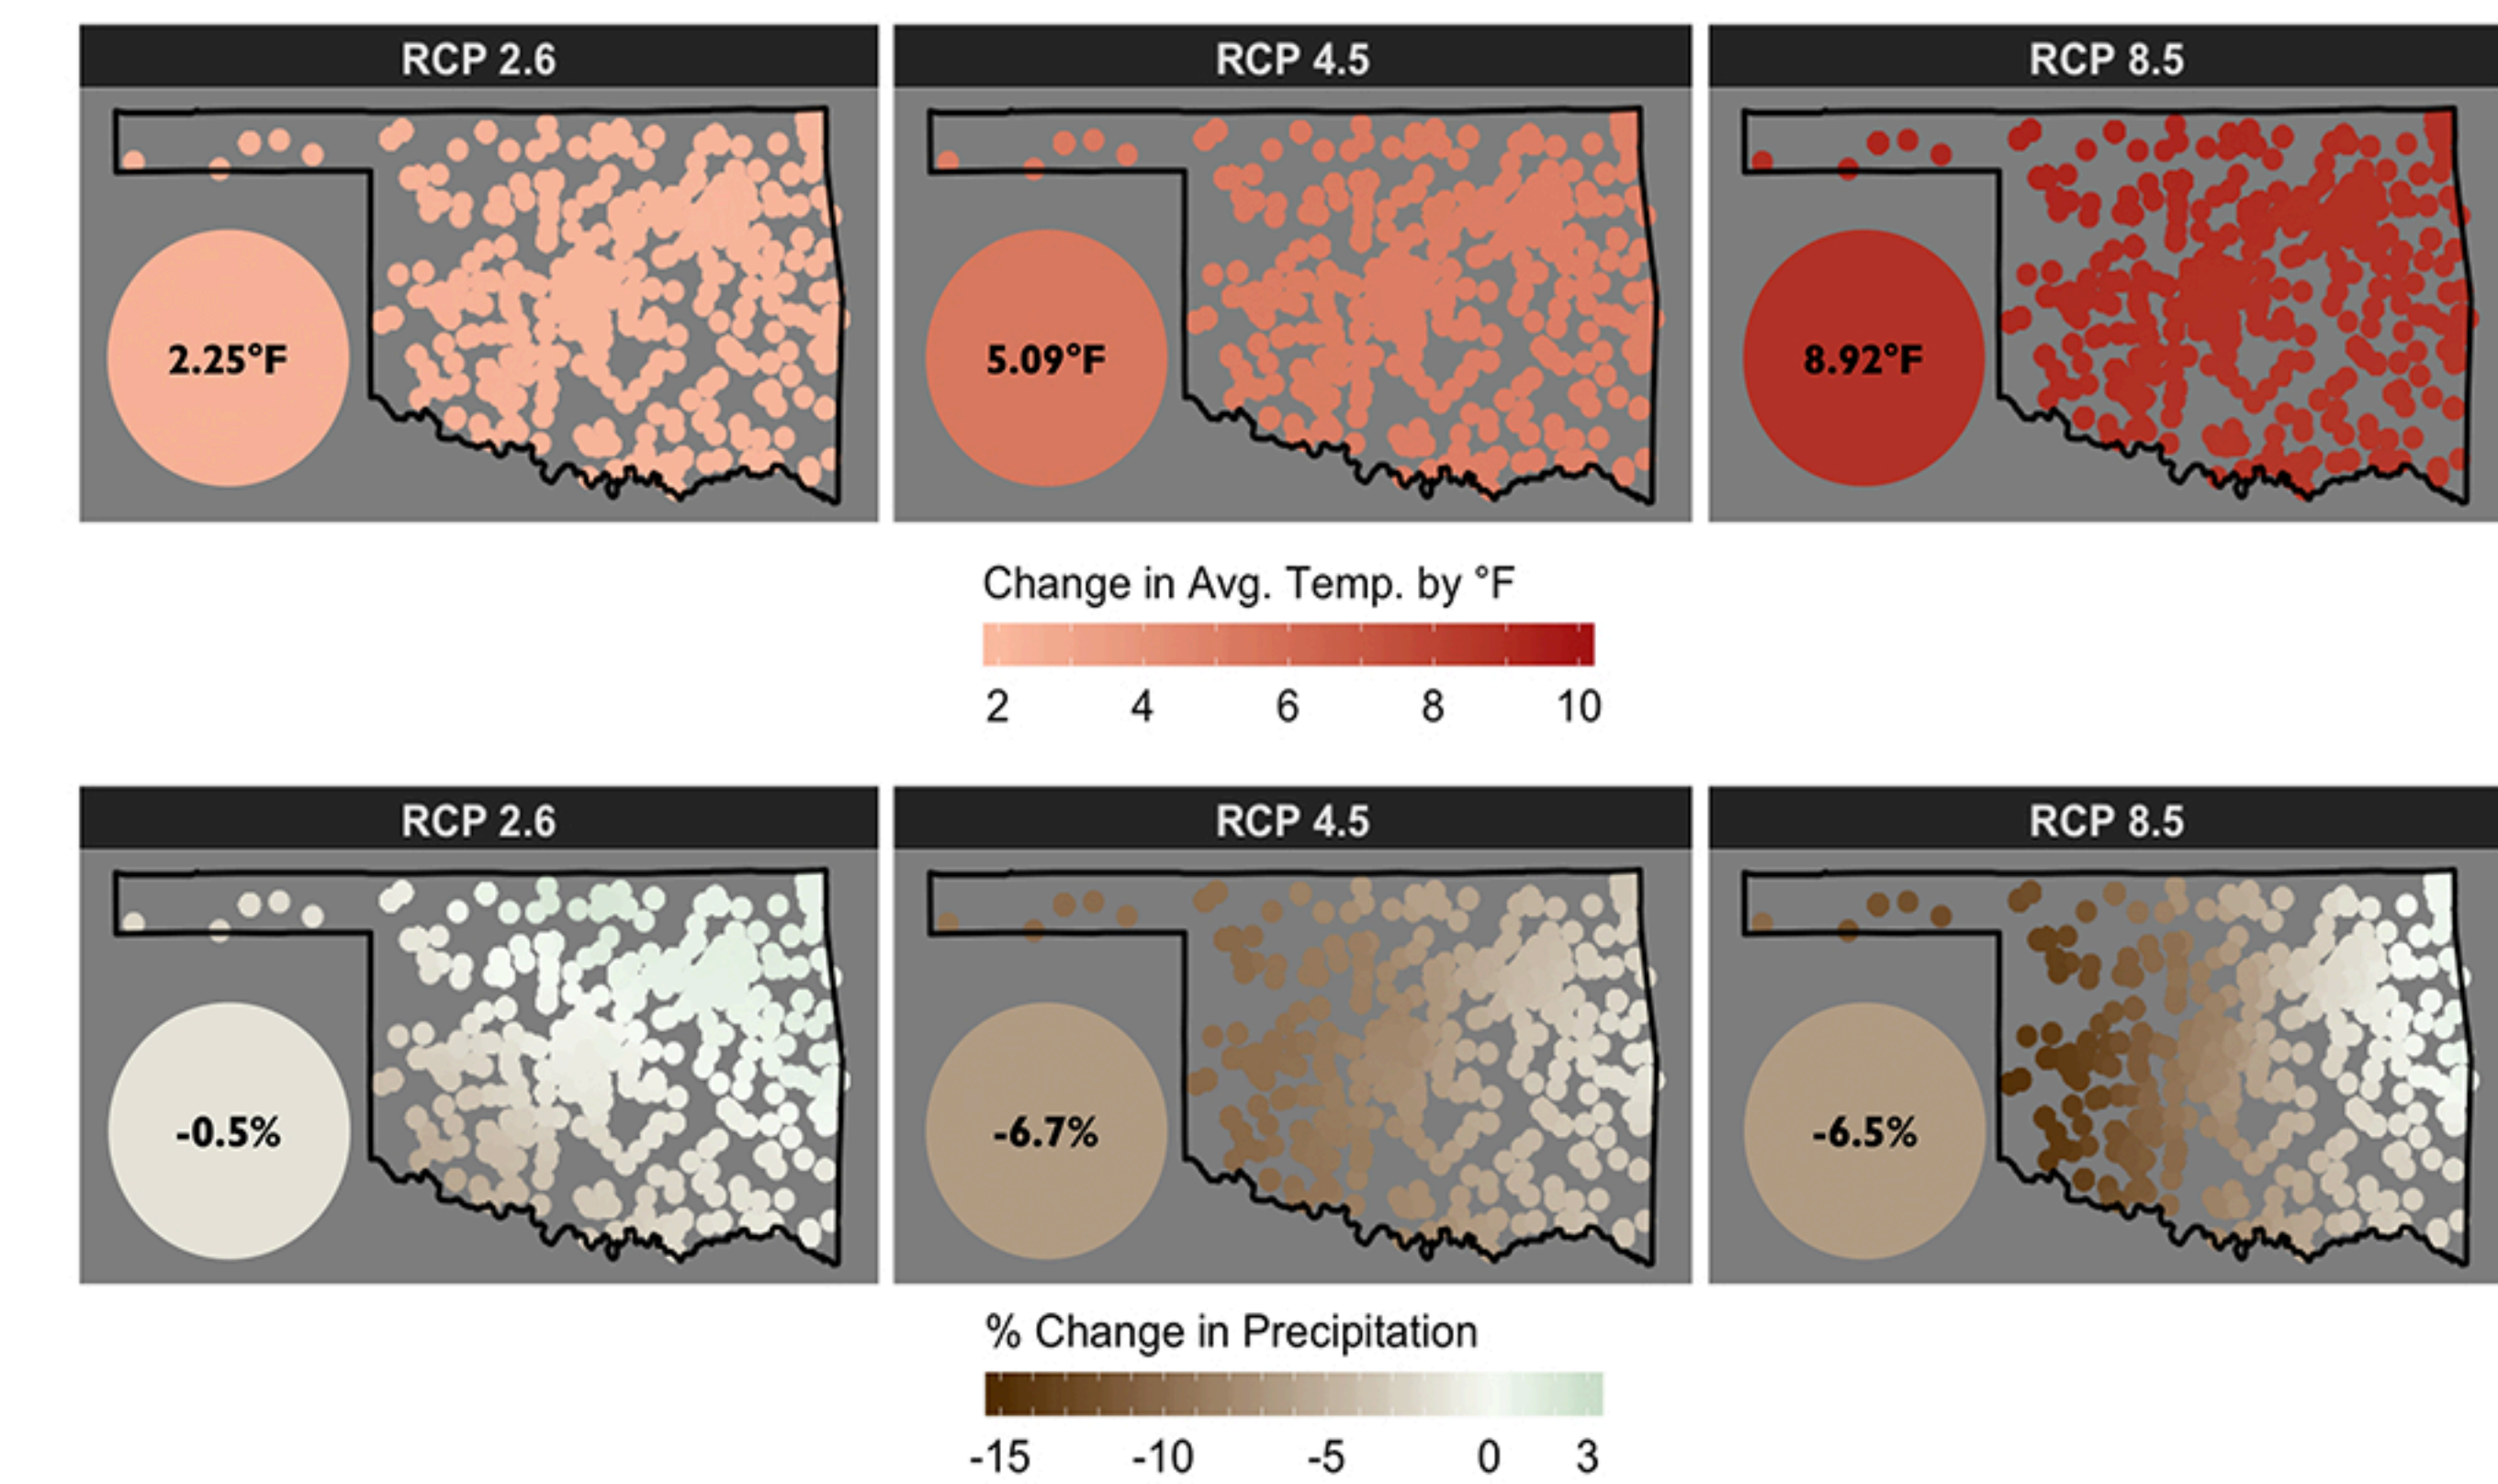 RCP 2.6
RCP 4.5
RCP 8.5
2.25°F
5.09°F
8.92°F
Change in Avg. Temp. by °F
2 4 6 8 10
RCP 2.6
RCP 4.5
RCP 8.5
-0.5%
-6.7%
-6.5%
% Change in Precipitation
-15 -10 -5 0 3